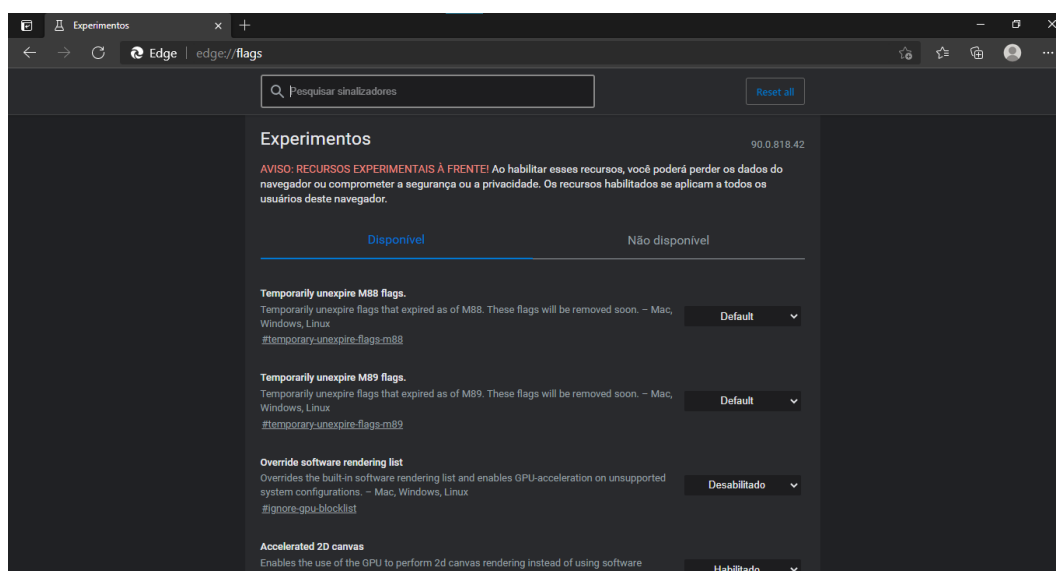 Experimentos
Edge | edge://flags
Pesquisar sinalizadores
Reset all
Experimentos
90.0.818.42
AVISO: RECURSOS EXPERIMENTAIS À FRENTE! Ao habilitar esses recursos, você poderá perder os dados do
navegador ou comprometer a segurança ou a privacidade. Os recursos habilitados se aplicam a todos os
usuários deste navegador.
Disponível
Não disponível
Temporarily unexpire M88 flags.
Temporarily unexpire flags that expired as of M88. These flags will be removed soon. – Mac,
Windows, Linux
#temporary-unexpire-flags-m88
Default
Temporarily unexpire M89 flags.
Temporarily unexpire flags that expired as of M89. These flags will be removed soon. – Mac,
Windows, Linux
#temporary-unexpire-flags-m89
Default
Override software rendering list
Overrides the built-in software rendering list and enables GPU-acceleration on unsupported
system configurations. – Mac, Windows, Linux
#ignore-gpu-blocklist
Desabilitado
Accelerated 2D canvas
Enables the use of the GPU to perform 2d canvas rendering instead of using software
Habilitado